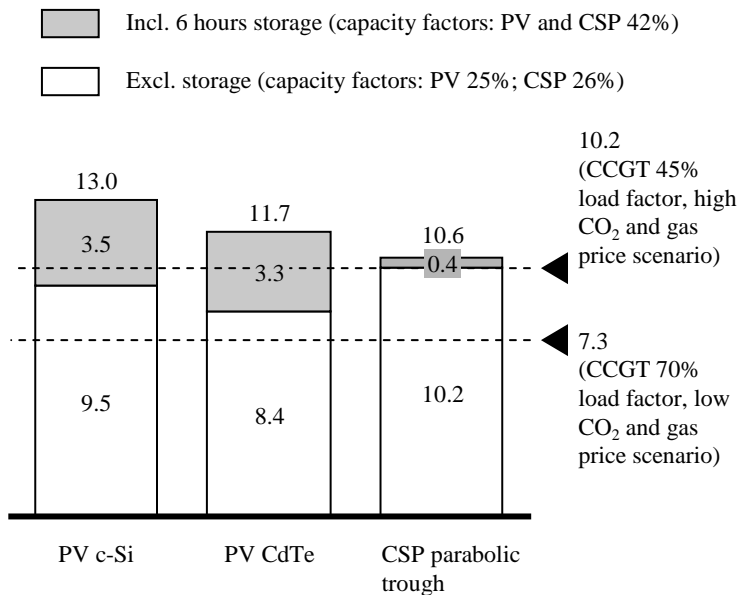 Incl. 6 hours storage (capacity factors: PV and CSP 42%)
Excl. storage (capacity factors: PV 25%; CSP 26%)
13.0
3.5
9.5
11.7
3.3
8.4
10.6
0.4
10.2
10.2
(CCGT 45%
load factor, high
CO₂ and gas
price scenario)
7.3
(CCGT 70%
load factor, low
CO₂ and gas
price scenario)
PV c-Si
PV CdTe
CSP parabolic
trough